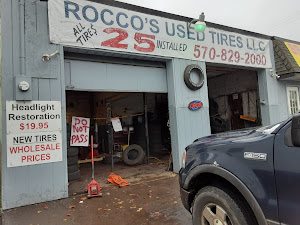 ROCCO'S USED TIRES LLC
ALL
TIRES
25 INSTALLED 570-829-2000
Headlight
Restoration
$19.95
NEW TIRES
WHOLESALE
PRICES
DO
NOT
PASS